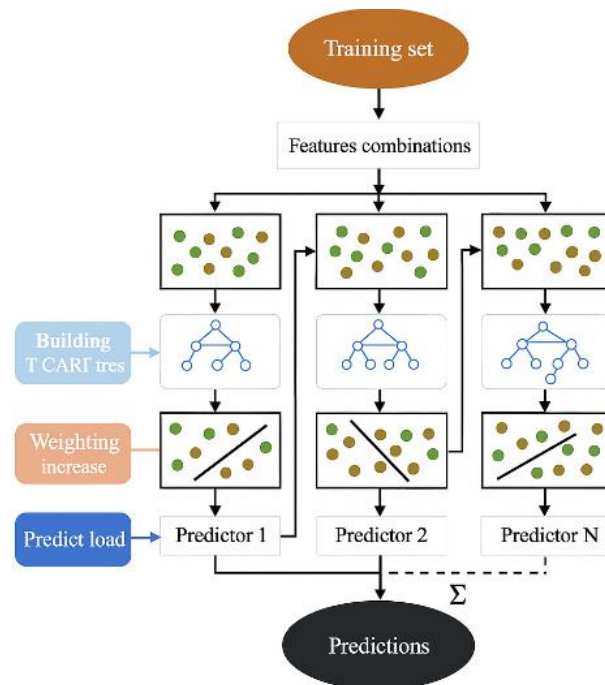 Training set
Features combinations
Building
T CART tres
Weighting
increase
Predict load
Predictor 1
Predictor 2
Predictor N
Σ
Predictions